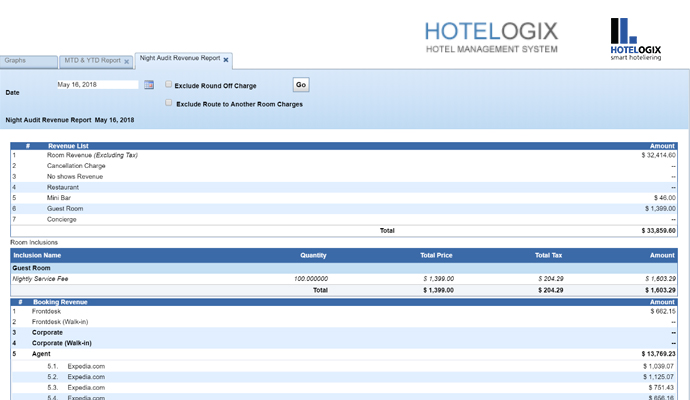 HOTELOGIX
HOTEL MANAGEMENT SYSTEM
HOTELOGIX
smart hoteliering
Graphs MTD & YTD Report x Night Audit Revenue Report x
Date May 16, 2018 Exclude Round Off Charge Go
Exclude Route to Another Room Charges
Night Audit Revenue Report May 16, 2018
# Revenue List Amount
1 Room Revenue (Excluding Tax) $ 32,414.60
2 Cancellation Charge --
3 No shows Revenue --
4 Restaurant --
5 Mini Bar $ 46.00
6 Guest Room $ 1,399.00
7 Concierge --
Total $ 33,859.60
Room Inclusions
Inclusion Name Quantity Total Price Total Tax Amount
Guest Room
Nightly Service Fee 100.000000 $ 1,399.00 $ 204.29 $ 1,603.29
Total $ 1,399.00 $ 204.29 $ 1,603.29
# Booking Revenue Amount
1 Frontdesk $ 662.15
2 Frontdesk (Walk-in) --
3 Corporate --
4 Corporate (Walk-in) --
5 Agent $ 13,769.23
5.1. Expedia.com $ 1,039.07
5.2. Expedia.com $ 1,125.07
5.3. Expedia.com $ 751.43
5.4. Expedia.com $ 656.16